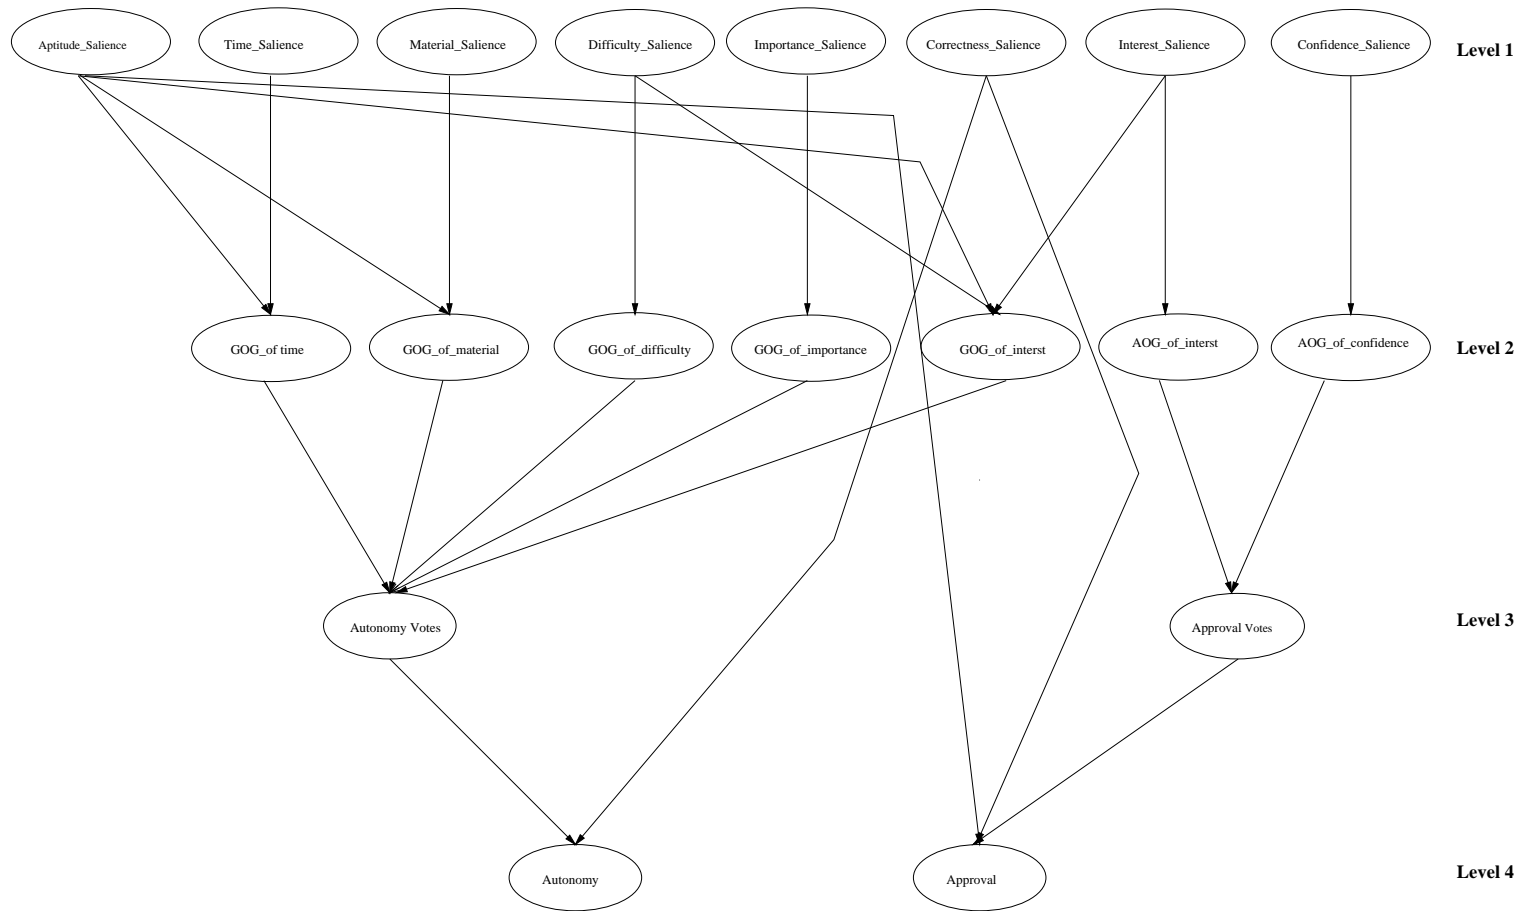 Aptitude_Salience
Time_Salience
Material_Salience
Difficulty_Salience
Importance_Salience
Correctness_Salience
Interest_Salience
Confidence_Salience
Level 1
GOG_of time
GOG_of_material
GOG_of_difficulty
GOG_of_importance
GOG_of_interst
AOG_of_interst
AOG_of_confidence
Level 2
Autonomy Votes
Approval Votes
Level 3
Autonomy
Approval
Level 4